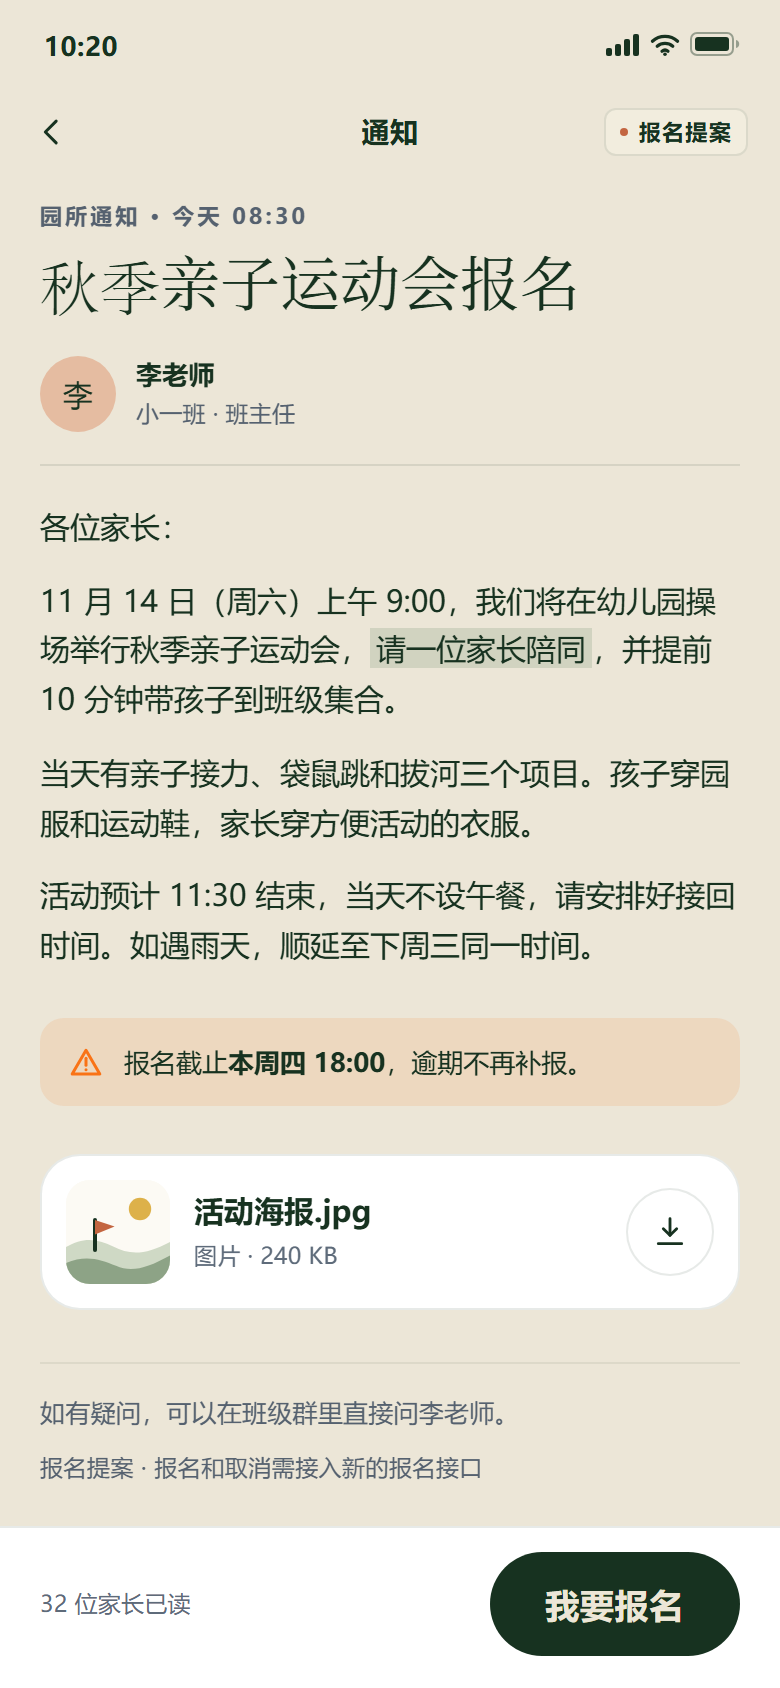 10:20
通知
报名提案
园所通知 • 今天 08:30
秋季亲子运动会报名
李
李老师
小一班 · 班主任
各位家长：
11 月 14 日（周六）上午 9:00，我们将在幼儿园操
场举行秋季亲子运动会，请一位家长陪同，并提前
10 分钟带孩子到班级集合。
当天有亲子接力、袋鼠跳和拔河三个项目。孩子穿园
服和运动鞋，家长穿方便活动的衣服。
活动预计 11:30 结束，当天不设午餐，请安排好接回
时间。如遇雨天，顺延至下周三同一时间。
报名截止本周四 18:00，逾期不再补报。
活动海报.jpg
图片 · 240 KB
如有疑问，可以在班级群里直接问李老师。
报名提案 · 报名和取消需接入新的报名接口
32 位家长已读
我要报名